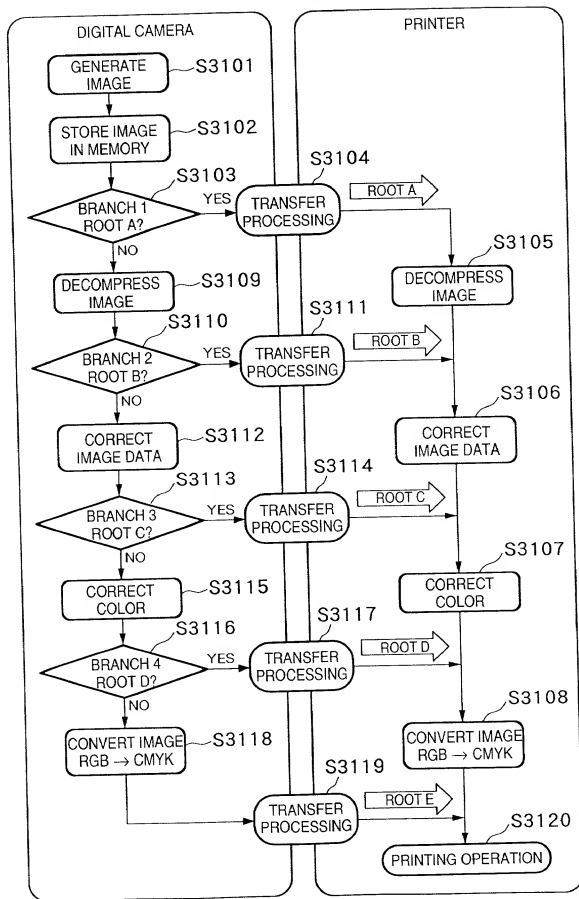 DIGITAL CAMERA
PRINTER
GENERATE
IMAGE
S3101
STORE IMAGE
IN MEMORY
S3102
S3103
BRANCH 1
ROOT A?
YES
NO
S3104
TRANSFER
PROCESSING
ROOT A
S3105
DECOMPRESS
IMAGE
DECOMPRESS
IMAGE
S3109
S3110
BRANCH 2
ROOT B?
YES
NO
S3111
TRANSFER
PROCESSING
ROOT B
S3106
CORRECT
IMAGE DATA
CORRECT
IMAGE DATA
S3112
S3113
BRANCH 3
ROOT C?
YES
NO
S3114
TRANSFER
PROCESSING
ROOT C
S3107
CORRECT
COLOR
CORRECT
COLOR
S3115
S3116
BRANCH 4
ROOT D?
YES
NO
S3117
TRANSFER
PROCESSING
ROOT D
S3108
CONVERT IMAGE
RGB → CMYK
CONVERT IMAGE
RGB → CMYK
S3118
S3119
TRANSFER
PROCESSING
ROOT E
S3120
PRINTING OPERATION